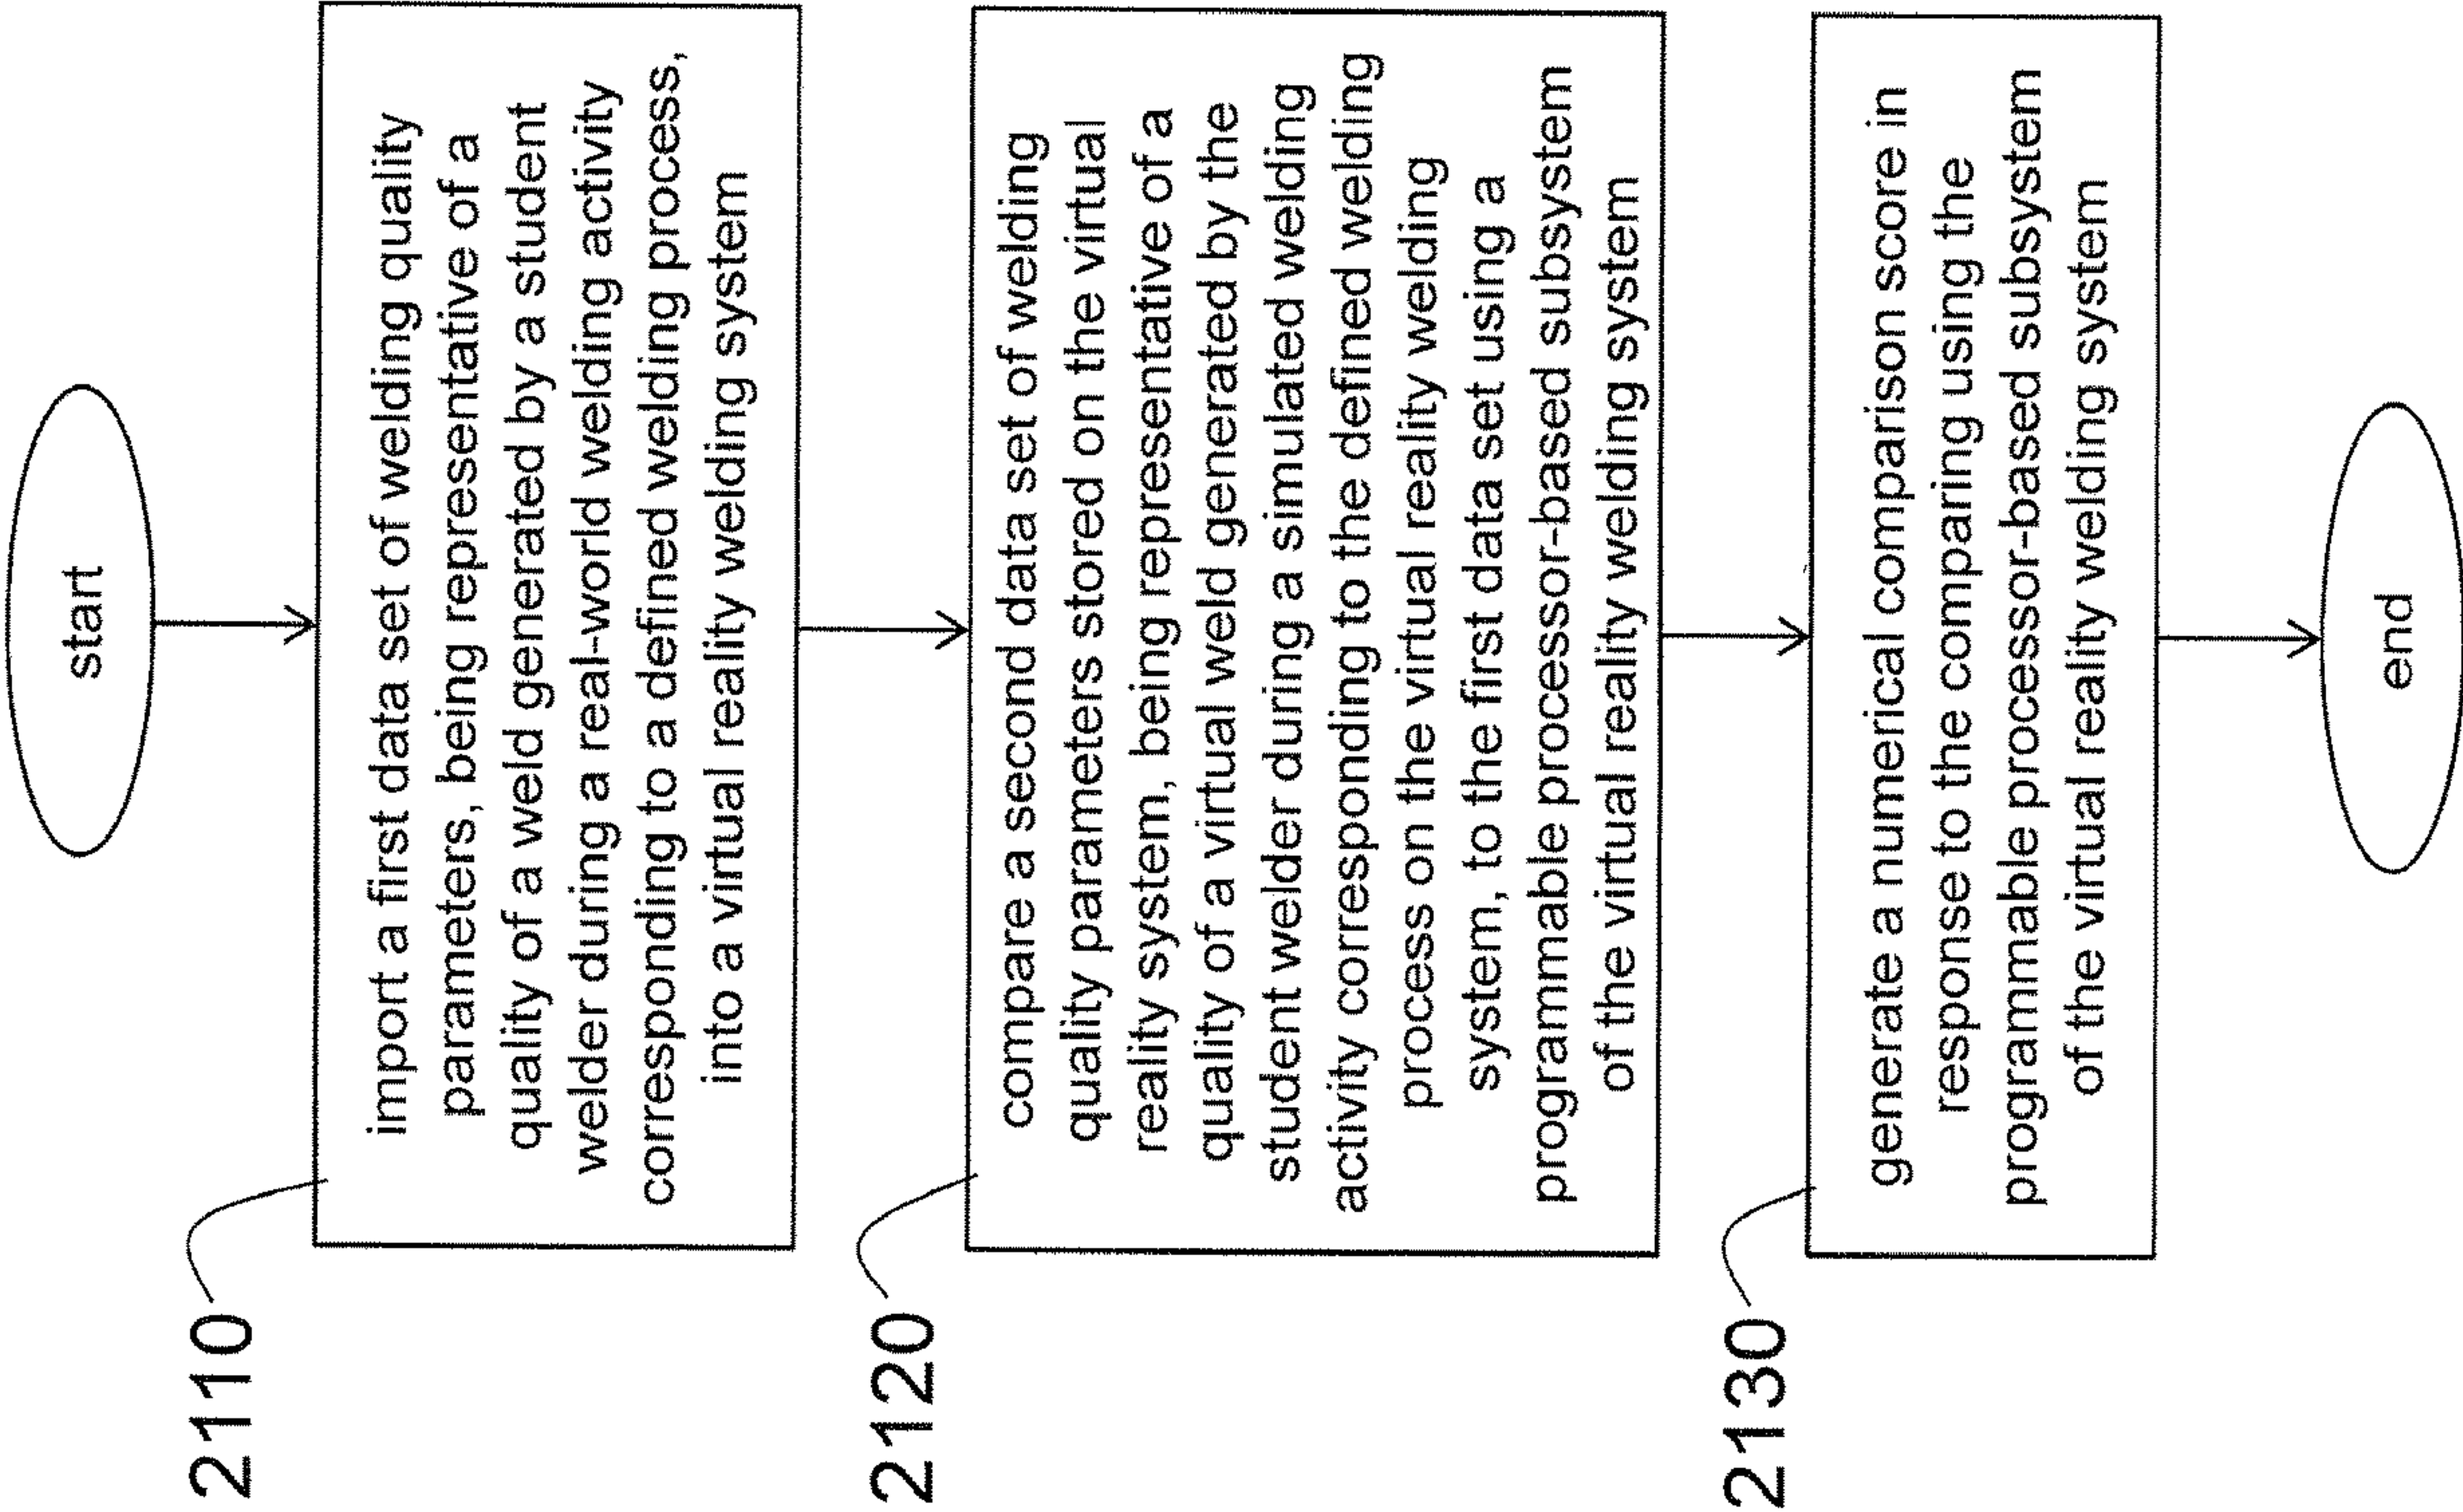 start
2110
import a first data set of welding quality
parameters, being representative of a
quality of a weld generated by a student
welder during a real-world welding activity
corresponding to a defined welding process,
into a virtual reality welding system
2120
compare a second data set of welding
quality parameters stored on the virtual
reality system, being representative of a
quality of a virtual weld generated by the
student welder during a simulated welding
activity corresponding to the defined welding
process on the virtual reality welding
system, to the first data set using a
programmable processor-based subsystem
of the virtual reality welding system
2130
generate a numerical comparison score in
response to the comparing using the
programmable processor-based subsystem
of the virtual reality welding system
end